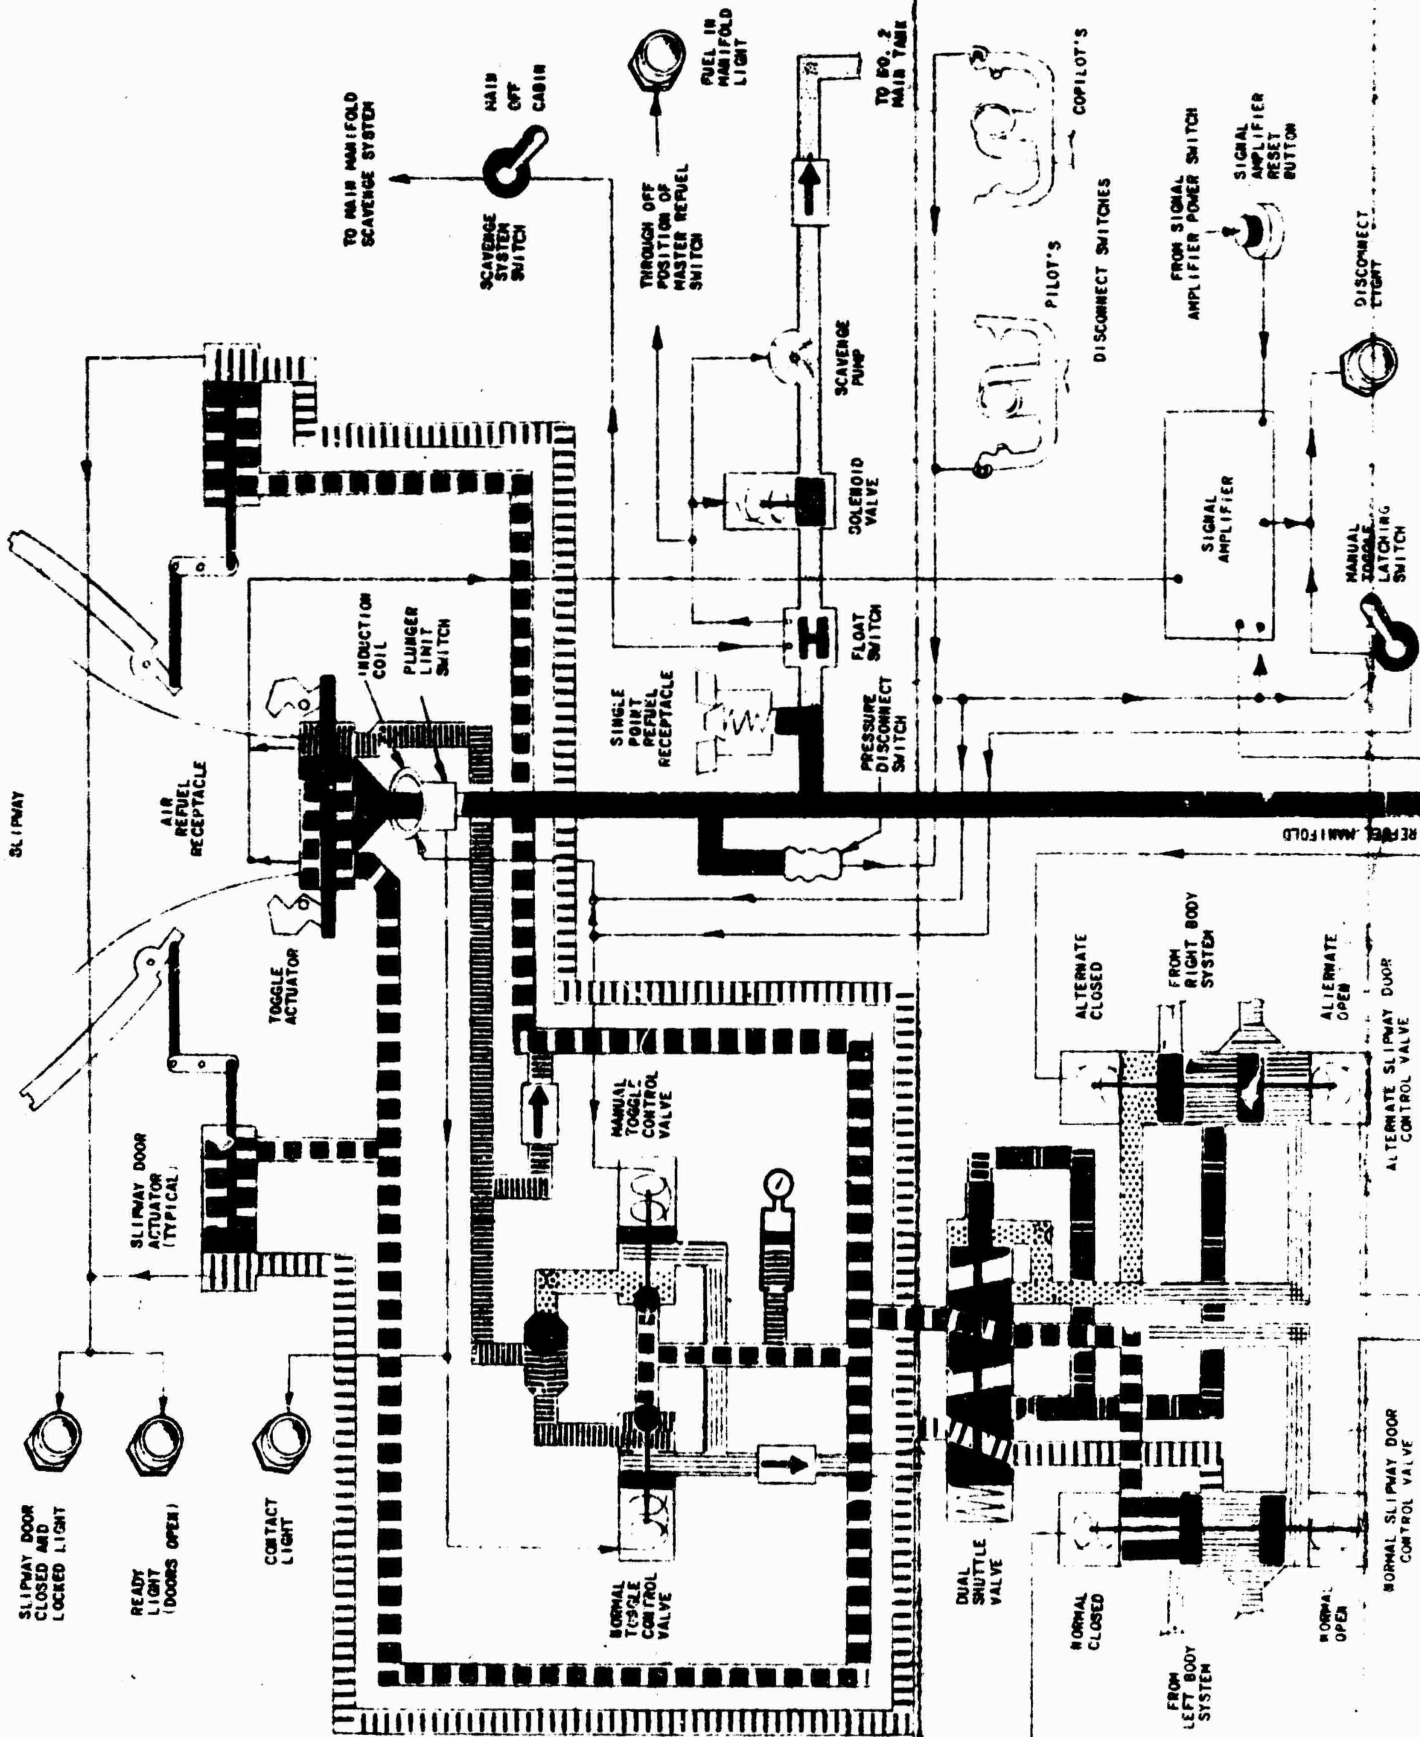 SLIPWAY DOOR
CLOSED AND
LOCKED LIGHT
READY
LIGHT
(DOORS OPEN)
CONTACT
LIGHT
SLIPWAY DOOR
ACTUATOR
(TYPICAL)
SLIPWAY
TOGGLE
ACTUATOR
AIR
REFUEL
RECEPTACLE
INDUCTION
COIL
PLUNGER
LIMIT
SWITCH
TO MAIN MANIFOLD
SCAVENGE SYSTEM
SCAVENGE
SYSTEM
SWITCH
MAIN
OFF
CABIN
THROUGH OFF
POSITION OF
MASTER REFUEL
SWITCH
FUEL IN
MANIFOLD
LIGHT
NORMAL
TOGGLE
CONTROL
VALVE
MANUAL
TOGGLE
CONTROL
VALVE
SINGLE
POINT
REFUEL
RECEPTACLE
FLOAT
SWITCH
SOLENOID
VALVE
SCAVENGE
PUMP
TO NO. 2
MAIN TANK
PRESSURE
DISCONNECT
SWITCH
PILOT'S
COPILOT'S
DISCONNECT SWITCHES
FROM SIGNAL
AMPLIFIER POWER SWITCH
SIGNAL
AMPLIFIER
RESET
BUTTON
SIGNAL
AMPLIFIER
DISCONNECT
LIGHT
MANUAL
TOGGLE
LATCHING
SWITCH
REFUEL MANIFOLD
DUAL
SHUTTLE
VALVE
NORMAL
CLOSED
FROM
LEFT BODY
SYSTEM
NORMAL
OPEN
NORMAL SLIPWAY DOOR
CONTROL VALVE
ALTERNATE
CLOSED
FROM
RIGHT BODY
SYSTEM
ALTERNATE
OPEN
ALTERNATE SLIPWAY DOOR
CONTROL VALVE